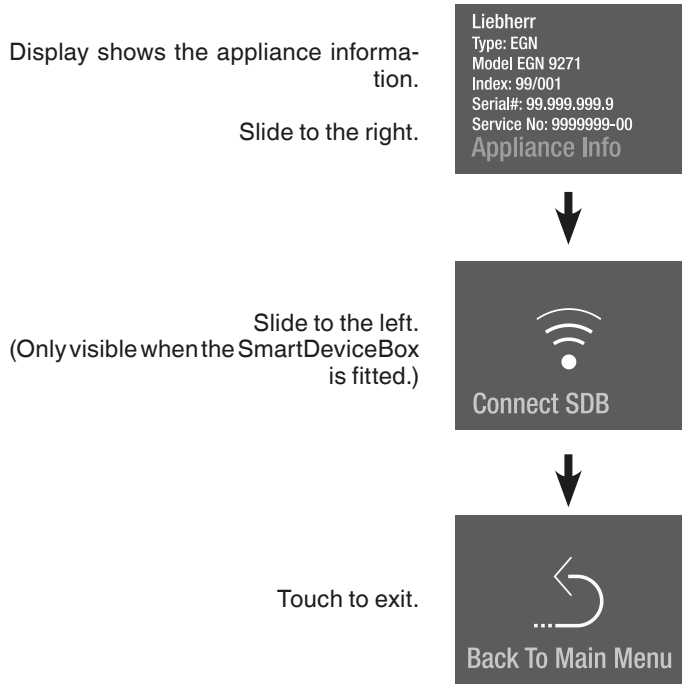 Display shows the appliance informa-
tion.
Slide to the right.
Liebherr
Type: EGN
Model EGN 9271
Index: 99/001
Serial#: 99.999.999.9
Service No: 9999999-00
Appliance Info
Slide to the left.
(Only visible when the SmartDeviceBox
is fitted.)
Connect SDB
Touch to exit.
Back To Main Menu